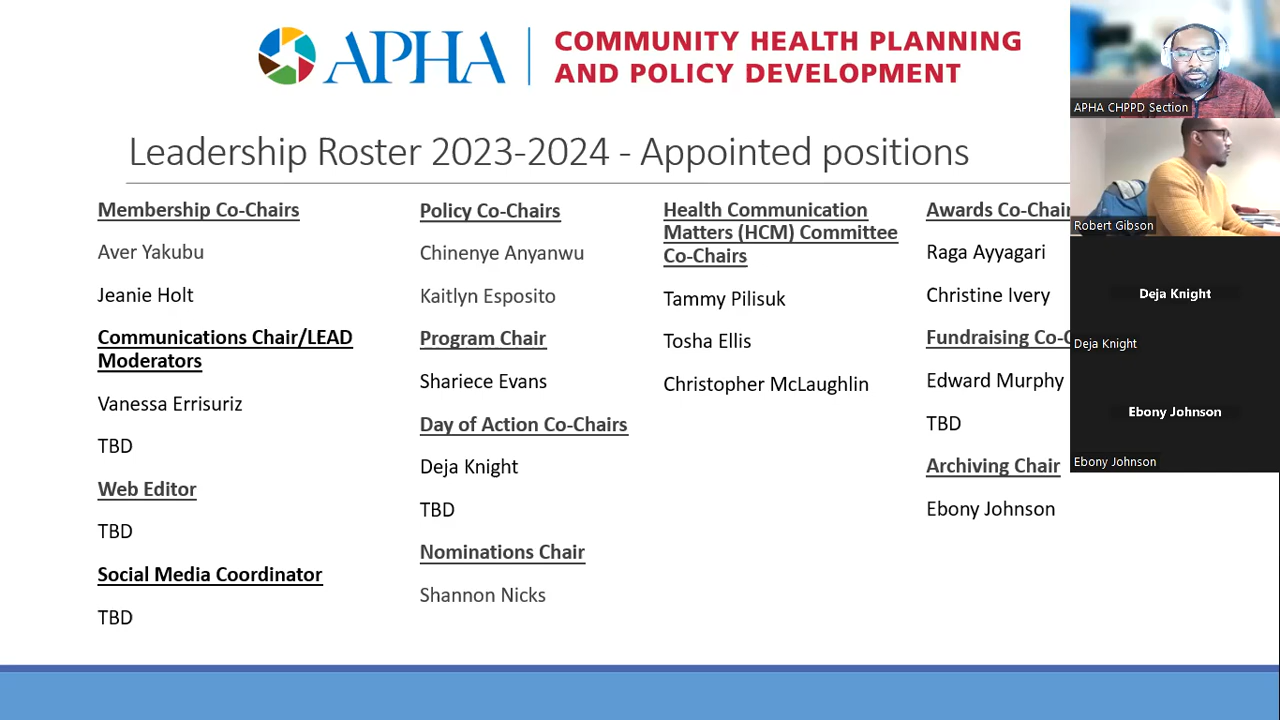 APHA
COMMUNITY HEALTH PLANNING
AND POLICY DEVELOPMENT
Leadership Roster 2023-2024 - Appointed positions
Membership Co-Chairs
Aver Yakubu
Jeanie Holt
Communications Chair/LEAD
Moderators
Vanessa Errisuriz
TBD
Web Editor
TBD
Social Media Coordinator
TBD
Policy Co-Chairs
Chinenye Anyanwu
Kaitlyn Esposito
Program Chair
Shariece Evans
Day of Action Co-Chairs
Deja Knight
TBD
Nominations Chair
Shannon Nicks
Health Communication
Matters (HCM) Committee
Co-Chairs
Tammy Pilisuk
Tosha Ellis
Christopher McLaughlin
Awards Co-Chair
Raga Ayyagari
Christine Ivery
Fundraising Co-
Edward Murphy
TBD
Archiving Chair
Ebony Johnson
APHA CHPPD Section
Robert Gibson
Deja Knight
Deja Knight
Ebony Johnson
Ebony Johnson